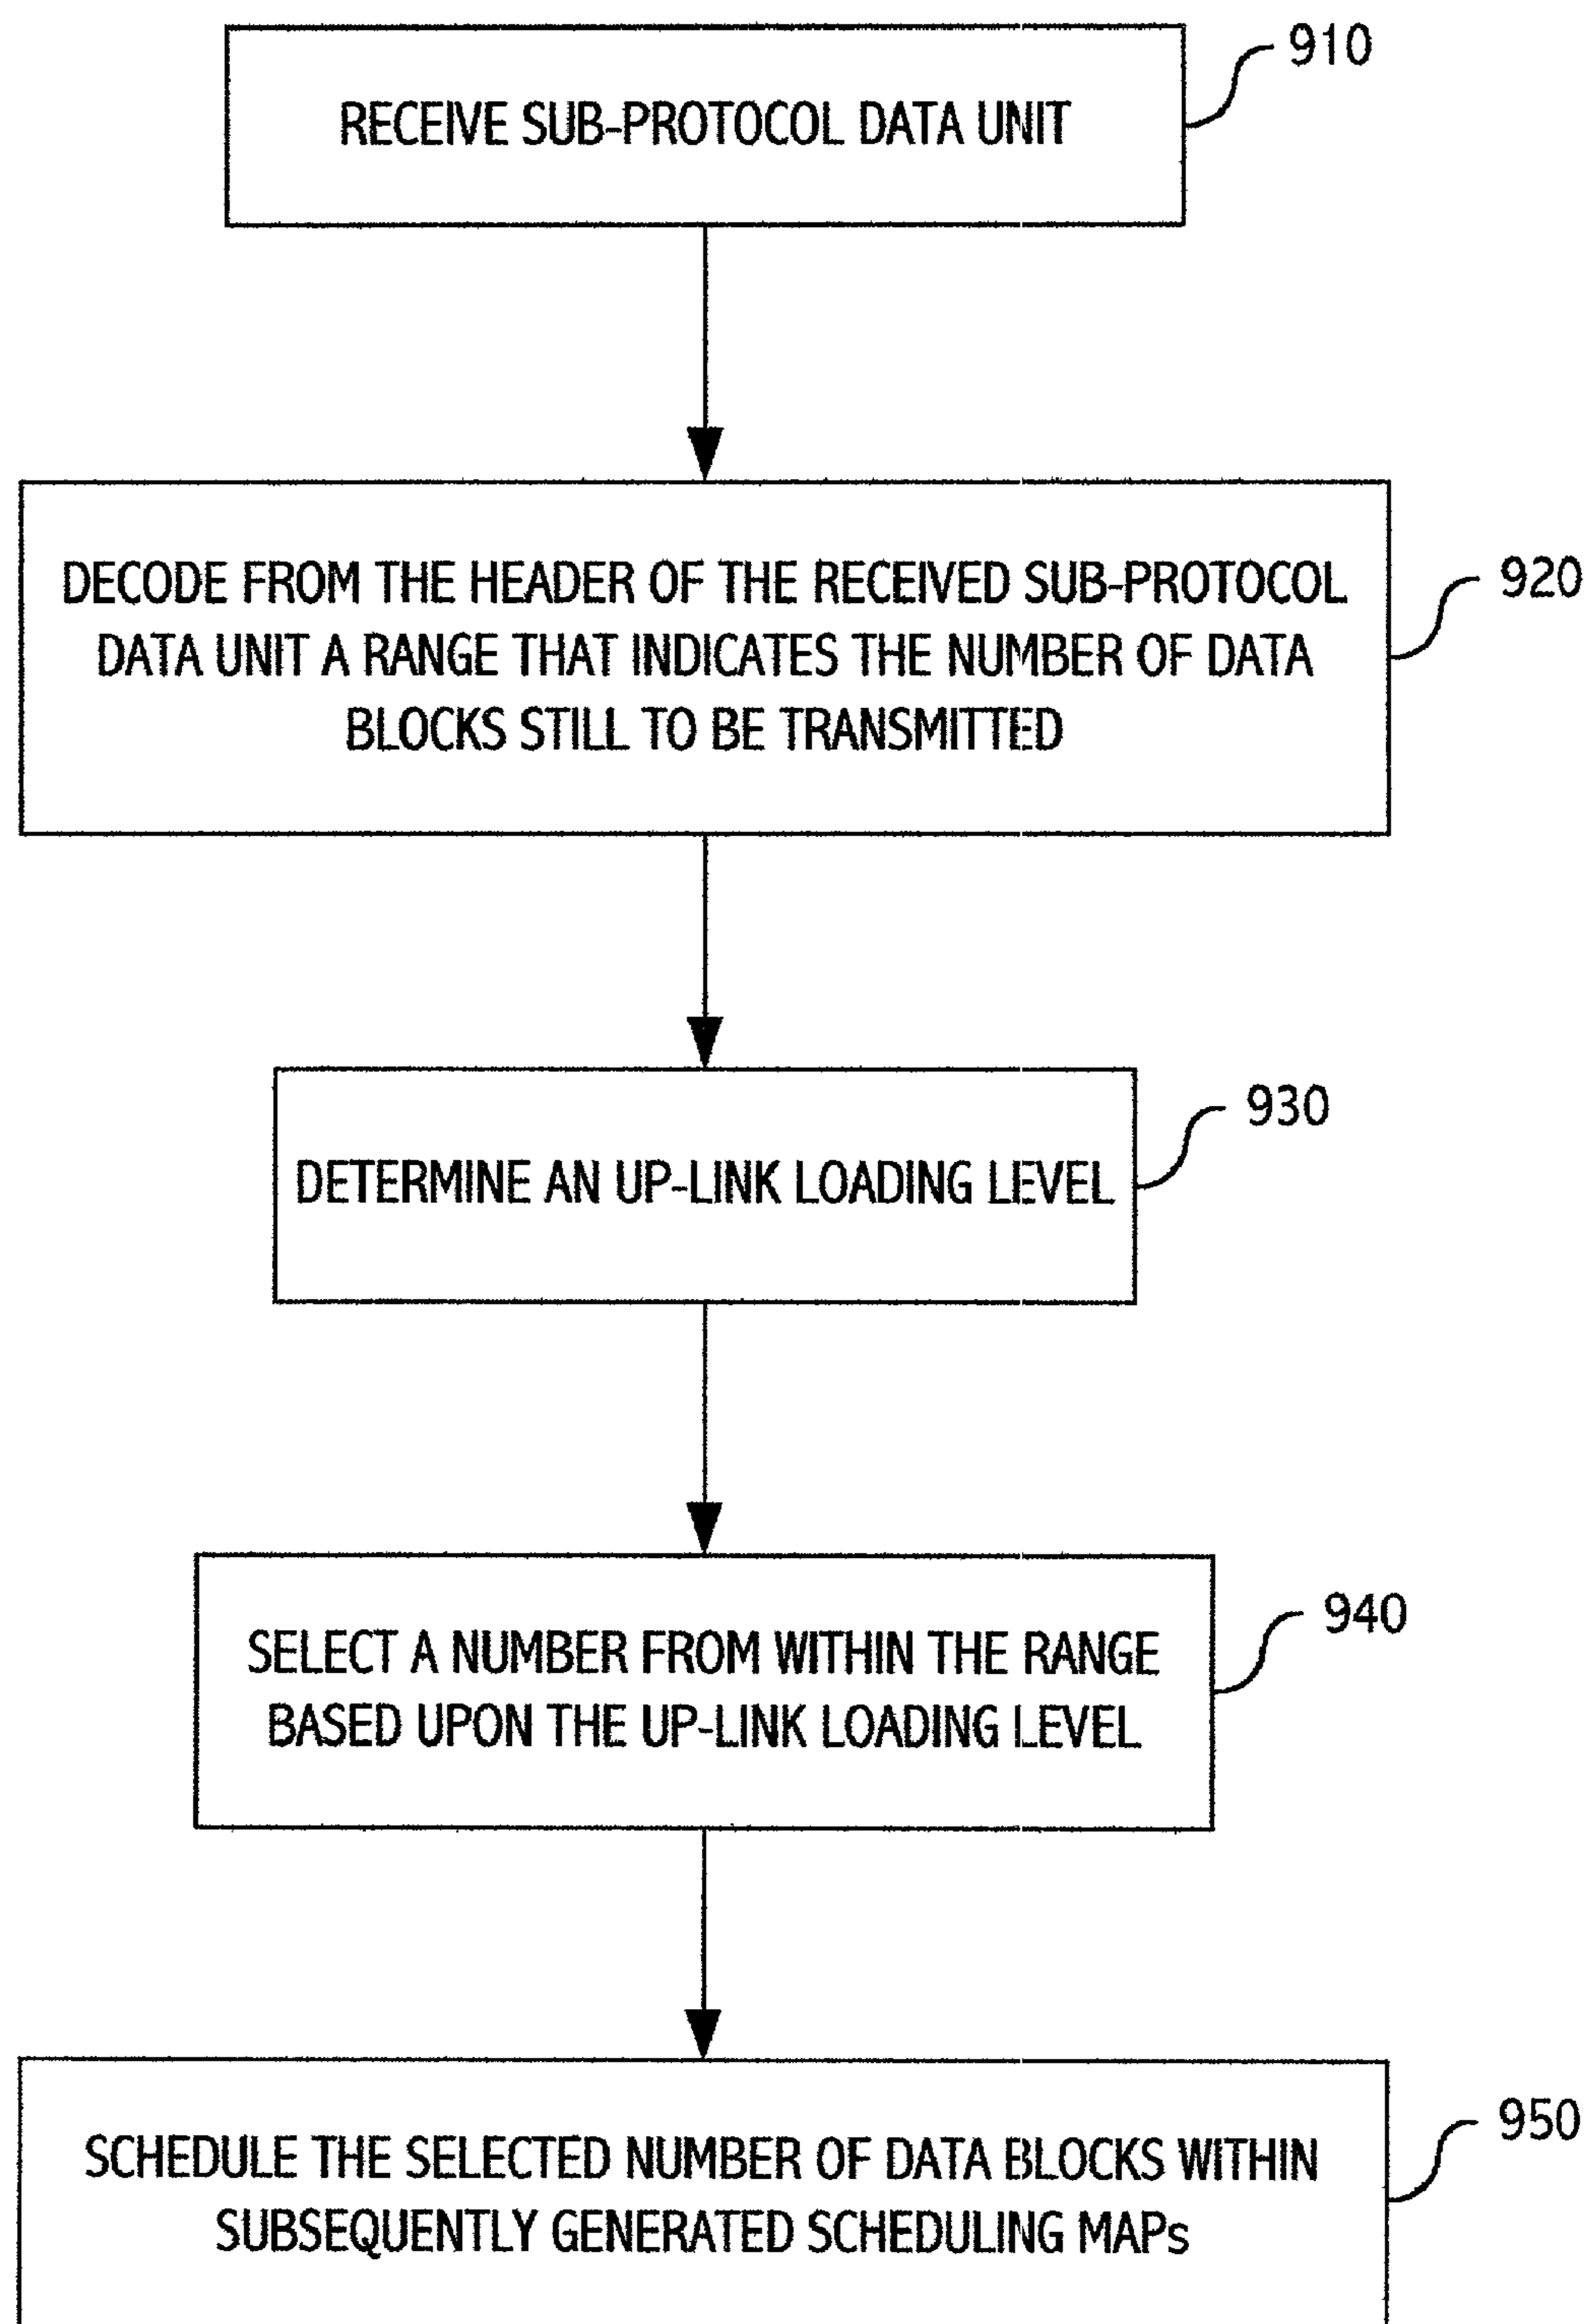 910
RECEIVE SUB-PROTOCOL DATA UNIT
920
DECODE FROM THE HEADER OF THE RECEIVED SUB-PROTOCOL
DATA UNIT A RANGE THAT INDICATES THE NUMBER OF DATA
BLOCKS STILL TO BE TRANSMITTED
930
DETERMINE AN UP-LINK LOADING LEVEL
940
SELECT A NUMBER FROM WITHIN THE RANGE
BASED UPON THE UP-LINK LOADING LEVEL
950
SCHEDULE THE SELECTED NUMBER OF DATA BLOCKS WITHIN
SUBSEQUENTLY GENERATED SCHEDULING MAPs